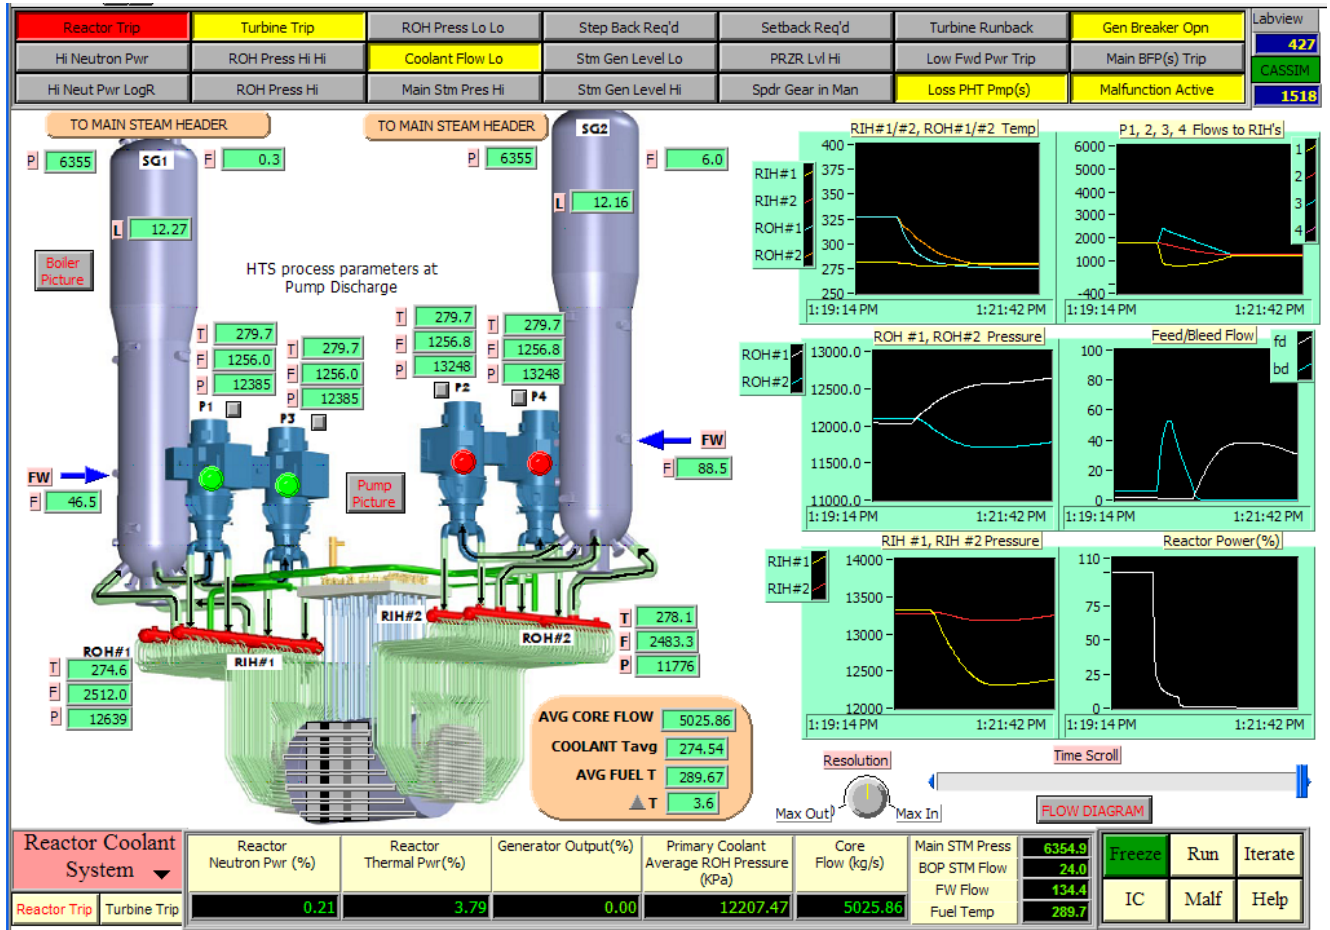 Reactor Trip Turbine Trip ROH Press Lo Lo Step Back Req'd Setback Req'd Turbine Runback Gen Breaker Opn Labview
427
Hi Neutron Pwr ROH Press Hi Hi Coolant Flow Lo Stm Gen Level Lo PRZR Lvl Hi Low Fwd Pwr Trip Main BFP(s) Trip
CASSIM
Hi Neut Pwr LogR ROH Press Hi Main Stm Pres Hi Stm Gen Level Hi Spdr Gear in Man Loss PHT Pmp(s) Malfunction Active
1518
TO MAIN STEAM HEADER TO MAIN STEAM HEADER
P 6355 SG1 F 0.3 P 6355 SG2 F 6.0
L 12.27 L 12.16
Boiler
Picture
HTS process parameters at
Pump Discharge
T 279.7 T 279.7
F 1256.8 F 1256.8
P 13248 P 13248
P2 P4
T 279.7 T 279.7
F 1256.0 F 1256.0
P 12385 P 12385
P1 P3
FW FW
F 46.5 F 88.5
Pump
Picture
RIH#2 ROH#2
T 278.1
F 2483.3
P 11776
ROH#1 RIH#1
T 274.6
F 2512.0
P 12639
AVG CORE FLOW 5025.86
COOLANT Tavg 274.54
AVG FUEL T 289.67
T 3.6
RIH#1/#2, ROH#1/#2 Temp
RIH#1
RIH#2
ROH#1
ROH#2
400
375
350
325
300
275
250
1:19:14 PM 1:21:42 PM
P1, 2, 3, 4 Flows to RIH's
1
2
3
4
6000
5000
4000
3000
2000
1000
-400
1:19:14 PM 1:21:42 PM
ROH #1, ROH#2 Pressure
ROH#1
ROH#2
13000.0
12500.0
12000.0
11500.0
11000.0
1:19:14 PM 1:21:42 PM
Feed/Bleed Flow
fd
bd
100
80
60
40
20
0
1:19:14 PM 1:21:42 PM
RIH #1, RIH #2 Pressure
RIH#1
RIH#2
14000
13500
13000
12500
12000
1:19:14 PM 1:21:42 PM
Reactor Power(%)
110
75
50
25
0
1:19:14 PM 1:21:42 PM
Resolution
Max Out Max In
Time Scroll
FLOW DIAGRAM
Reactor Coolant
System
Reactor Trip Turbine Trip
Reactor
Neutron Pwr (%)
0.21
Reactor
Thermal Pwr(%)
3.79
Generator Output(%)
0.00
Primary Coolant
Average ROH Pressure
(KPa)
12207.47
Core
Flow (kg/s)
5025.86
Main STM Press 6354.9
BOP STM Flow 24.0
FW Flow 134.4
Fuel Temp 289.7
Freeze Run Iterate
IC Malf Help